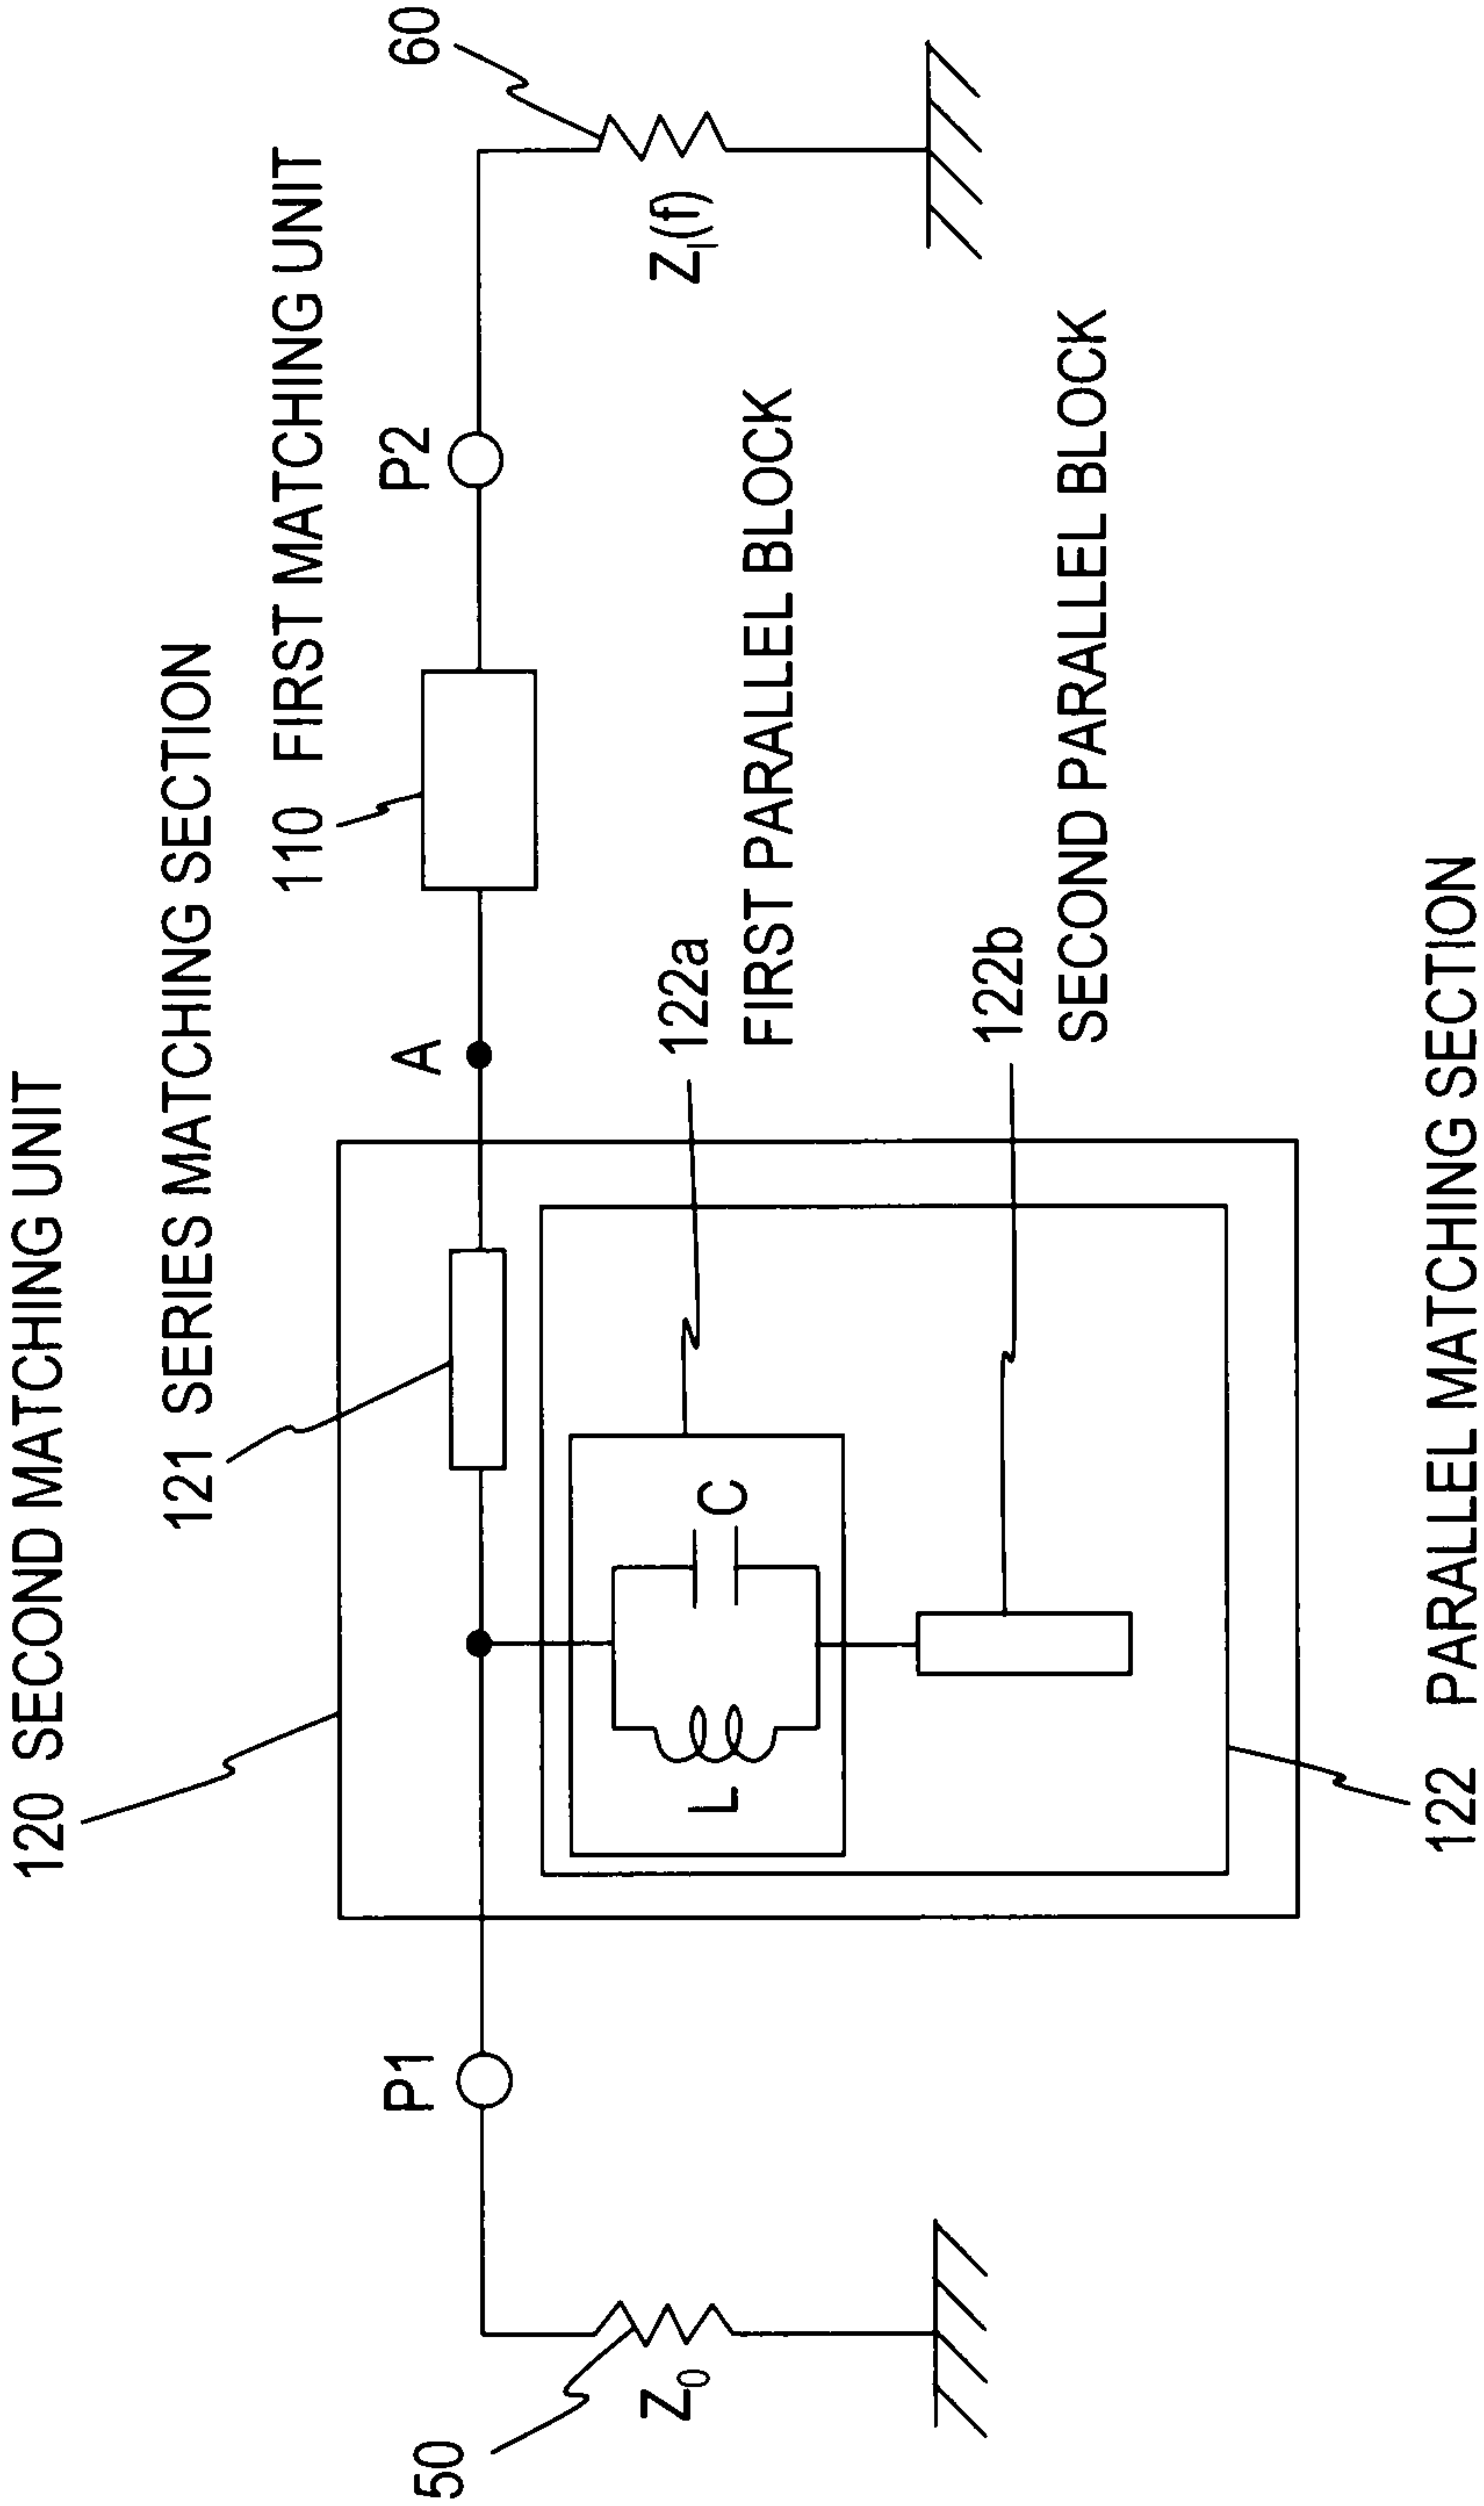 120 SECOND MATCHING UNIT
121 SERIES MATCHING SECTION
110 FIRST MATCHING UNIT
P1
A
P2
50
60
Z0
L
C
122a
FIRST PARALLEL BLOCK
ZI(f)
122b
SECOND PARALLEL BLOCK
122 PARALLEL MATCHING SECTION